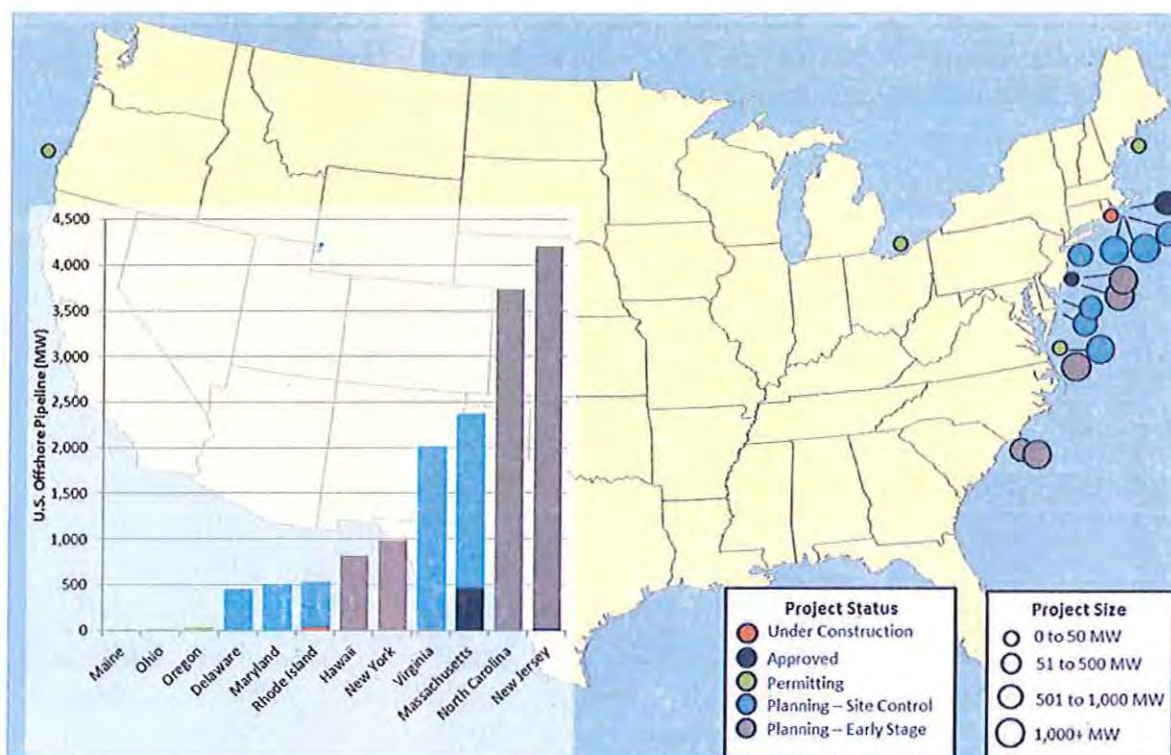 4,500
4,000
3,500
3,000
2,500
2,000
1,500
1,000
500
0
U.S. Offshore Pipeline (MW)
Maine
Ohio
Oregon
Delaware
Maryland
Rhode Island
Hawaii
New York
Virginia
Massachusetts
North Carolina
New Jersey
Project Status
Under Construction
Approved
Permitting
Planning – Site Control
Planning – Early Stage
Project Size
0 to 50 MW
51 to 500 MW
501 to 1,000 MW
1,000+ MW